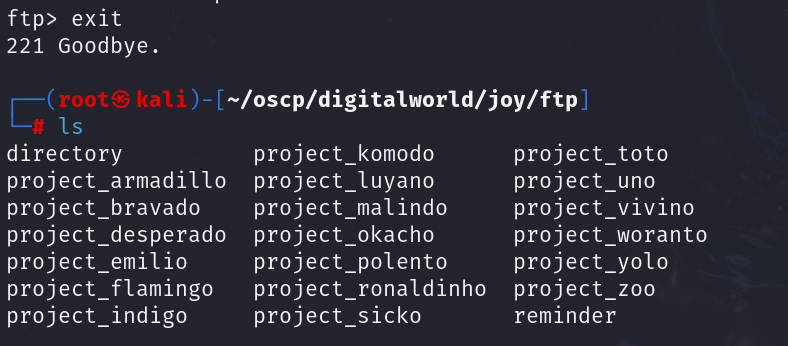 ftp> exit
221 Goodbye.
┌──(root㉿kali)-[~/oscp/digitalworld/joy/ftp]
└─# ls
directory project_komodo project_toto
project_armadillo project_luyano project_uno
project_bravado project_malindo project_vivino
project_desperado project_okacho project_woranto
project_emilio project_polento project_yolo
project_flamingo project_ronaldinho project_zoo
project_indigo project_sicko reminder